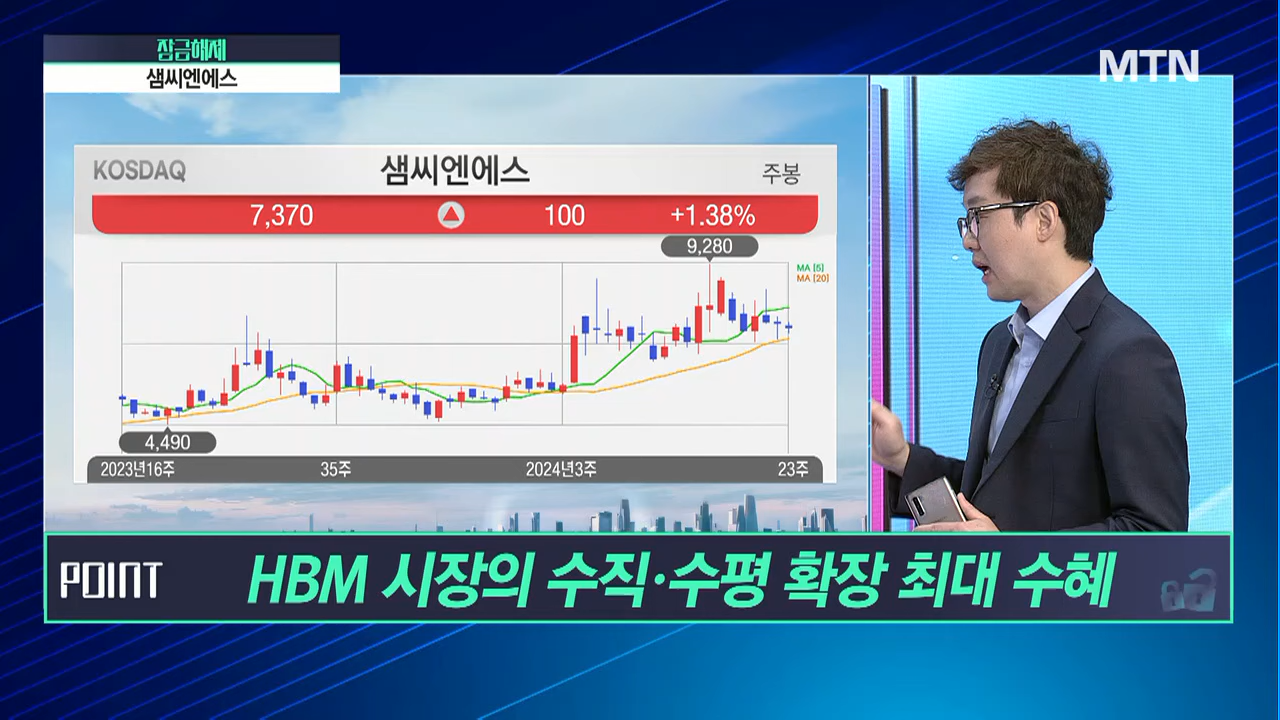 잠금해제
샘씨엔에스
MTN
KOSDAQ
샘씨엔에스
주봉
7,370 100 +1.38%
9,280
MA [5]
MA [20]
4,490
2023년16주 35주 2024년3주 23주
POINT
HBM 시장의 수직·수평 확장 최대 수혜